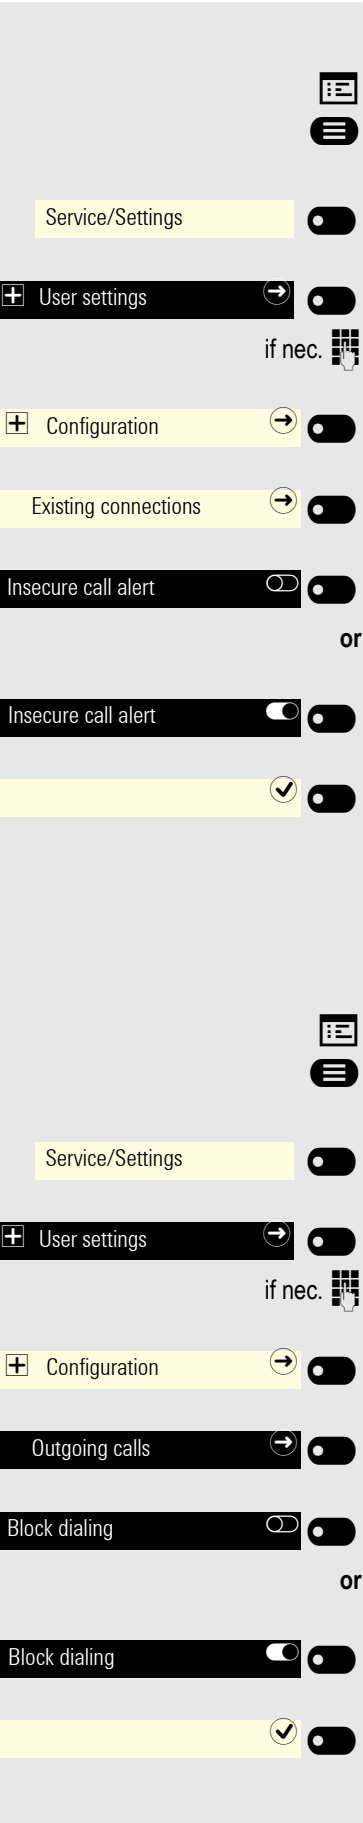 Service/Settings
User settings
if nec.
Configuration
Existing connections
Insecure call alert
or
Insecure call alert
Service/Settings
User settings
if nec.
Configuration
Outgoing calls
Block dialing
or
Block dialing